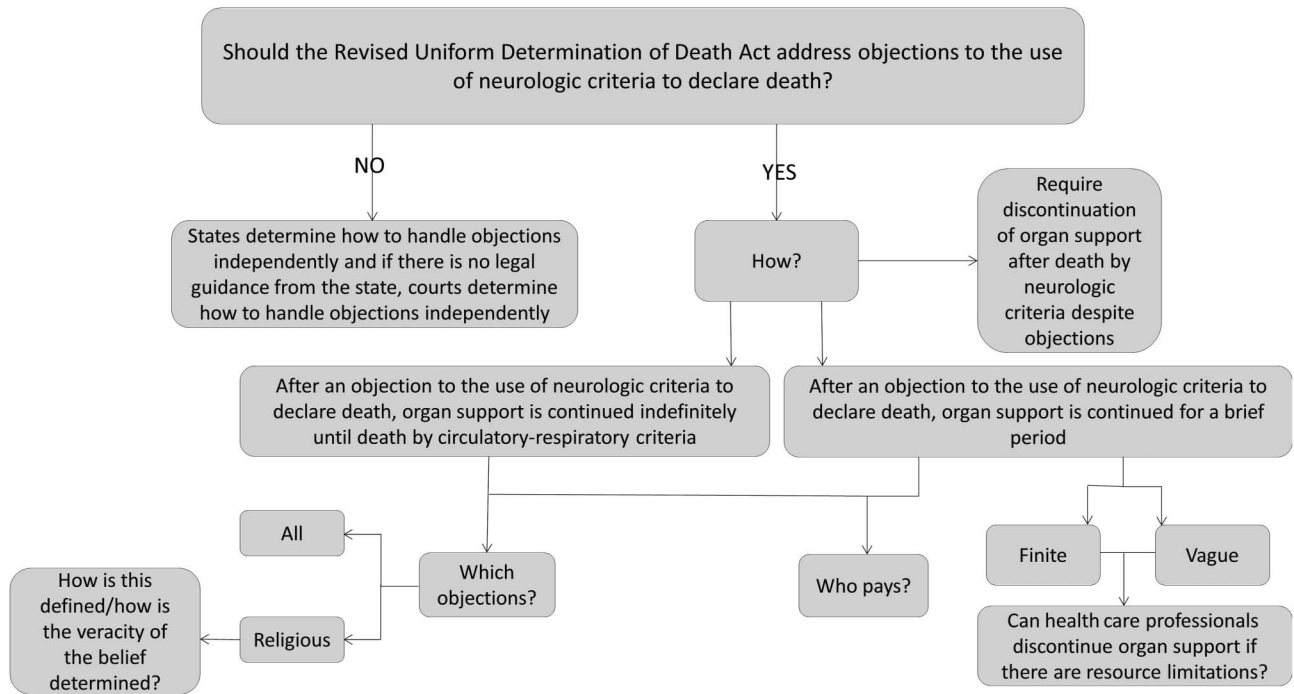 Should the Revised Uniform Determination of Death Act address objections to the use
of neurologic criteria to declare death?
NO
YES
States determine how to handle objections
independently and if there is no legal
guidance from the state, courts determine
how to handle objections independently
How?
Require
discontinuation
of organ support
after death by
neurologic
criteria despite
objections
After an objection to the use of neurologic criteria to
declare death, organ support is continued indefinitely
until death by circulatory-respiratory criteria
After an objection to the use of neurologic criteria to
declare death, organ support is continued for a brief
period
All
Religious
Which
objections?
How is this
defined/how is
the veracity of
the belief
determined?
Who pays?
Finite
Vague
Can health care professionals
discontinue organ support if
there are resource limitations?